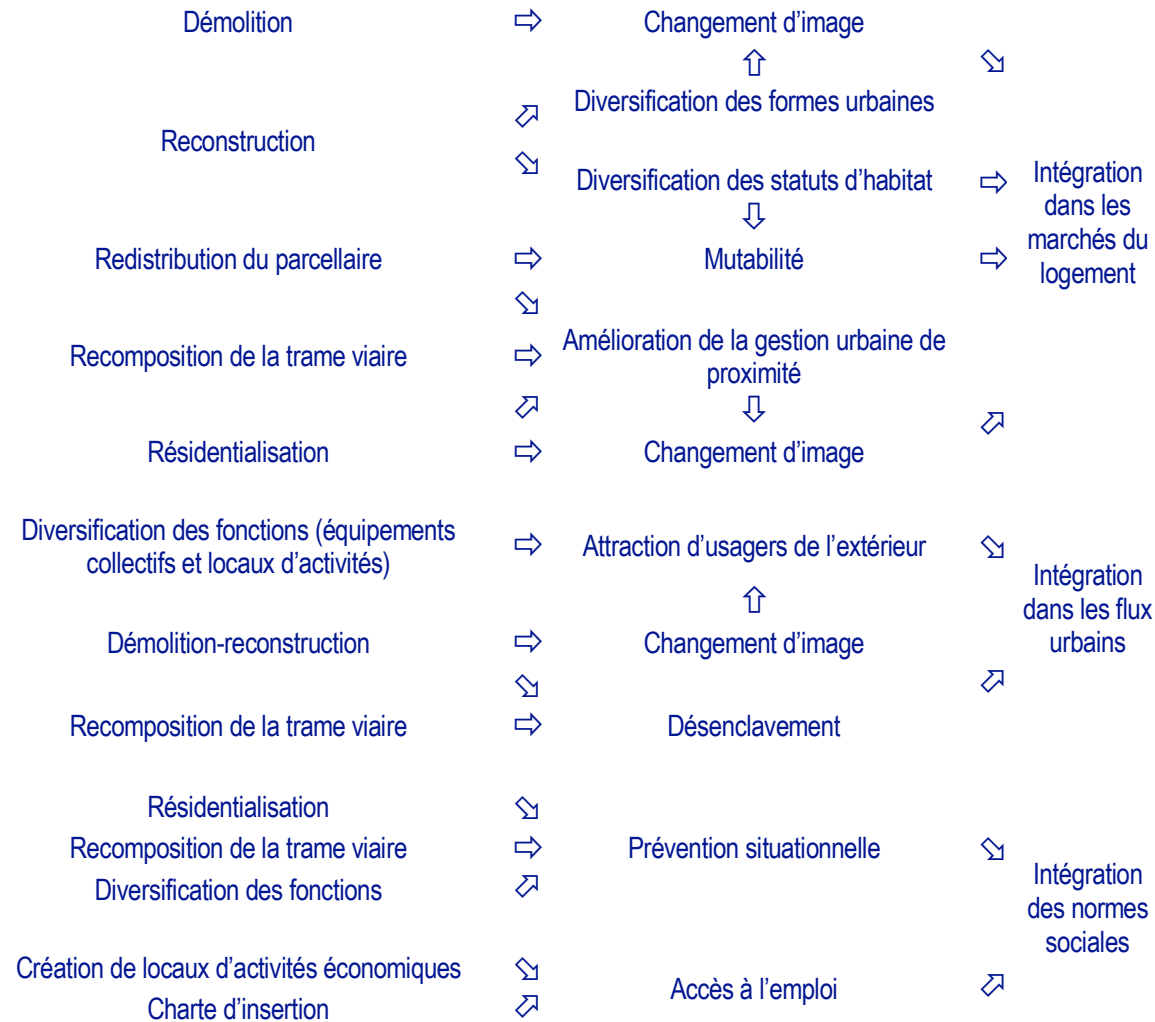 Démolition ⇨ Changement d’image
⇧ ⬂
Diversification des formes urbaines
⬀
Reconstruction
⬂
Diversification des statuts d’habitat ⇨
⇩
Intégration
dans les
marchés du
logement
Redistribution du parcellaire ⇨ Mutabilité ⇨
⬂
Recomposition de la trame viaire ⇨
Amélioration de la gestion urbaine de
proximité
⬀ ⇩ ⬀
Résidentialisation ⇨ Changement d’image
Diversification des fonctions (équipements
collectifs et locaux d’activités)
⇨ Attraction d’usagers de l’extérieur ⬂
⇧
Intégration
dans les flux
urbains
Démolition-reconstruction ⇨ Changement d’image
⬂ ⬀
Recomposition de la trame viaire ⇨ Désenclavement
Résidentialisation ⬂
Recomposition de la trame viaire ⇨ Prévention situationnelle ⬂
Diversification des fonctions ⬀
Intégration
des normes
sociales
Création de locaux d’activités économiques ⬂
Accès à l’emploi ⬀
Charte d’insertion ⬀